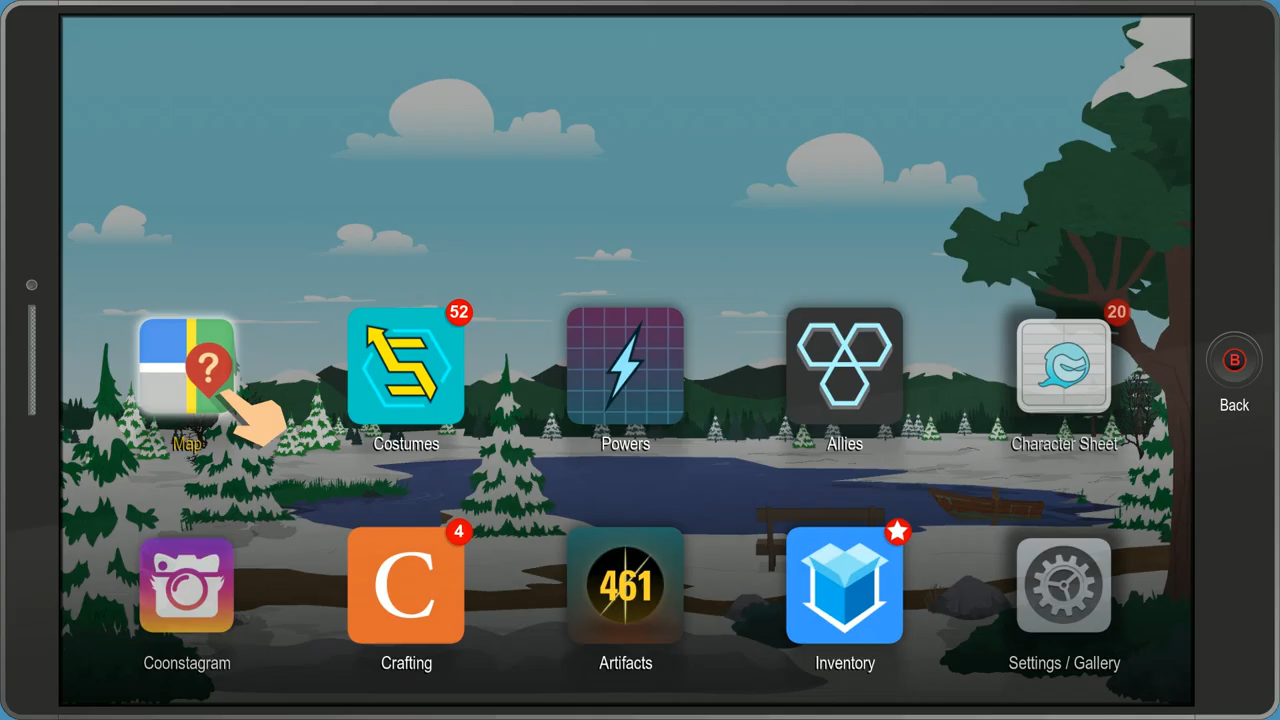 52
20
?
Map
Costumes
Powers
Allies
Character Sheet
B
Back
4
C
461
Coonstagram
Crafting
Artifacts
Inventory
Settings / Gallery